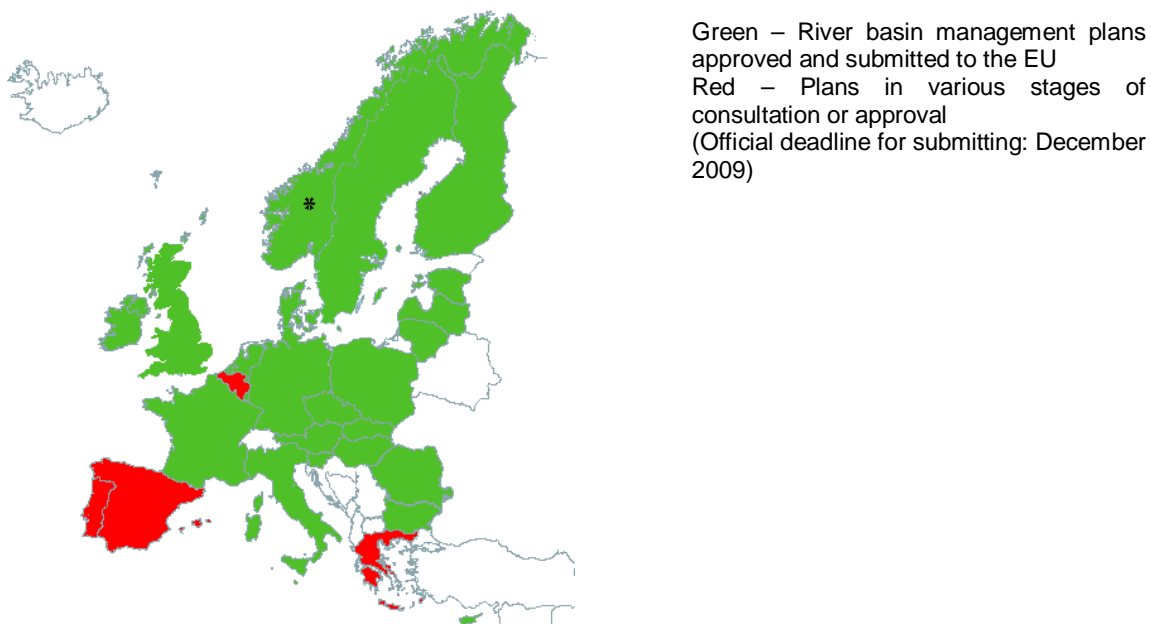 Green – River basin management plans
approved and submitted to the EU
Red – Plans in various stages of
consultation or approval
(Official deadline for submitting: December
2009)
*